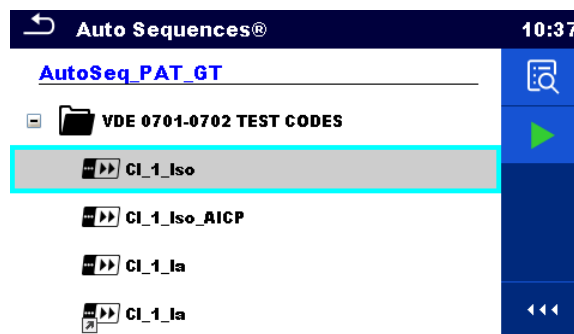 Auto Sequences®
10:37
AutoSeq_PAT_GT
VDE 0701-0702 TEST CODES
Cl_1_Iso
Cl_1_Iso_AICP
Cl_1_Ia
Cl_1_Ia